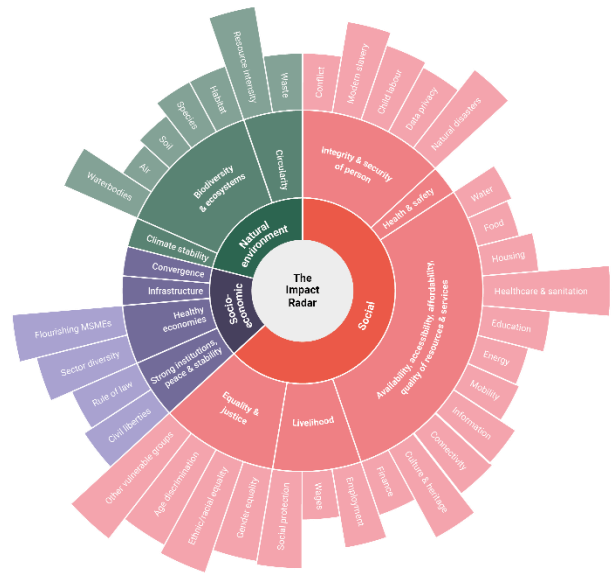 The
Impact
Radar
Social
Socio-
economic
Natural
environment
Circularity
Resource intensity
Waste
Integrity & security
of person
Conflict
Modern slavery
Child labour
Data privacy
Natural disasters
Health & safety
Availability, accessibility, affordability,
quality of resources & services
Water
Food
Housing
Healthcare & sanitation
Education
Energy
Mobility
Information
Connectivity
Culture & heritage
Finance
Livelihood
Employment
Wages
Social protection
Equality &
justice
Gender equality
Ethnic/racial equality
Age discrimination
Other vulnerable groups
Strong institutions,
peace & stability
Civil liberties
Rule of law
Healthy
economies
Sector diversity
Flourishing MSMEs
Infrastructure
Convergence
Climate stability
Biodiversity
& ecosystems
Waterbodies
Air
Soil
Species
Habitat